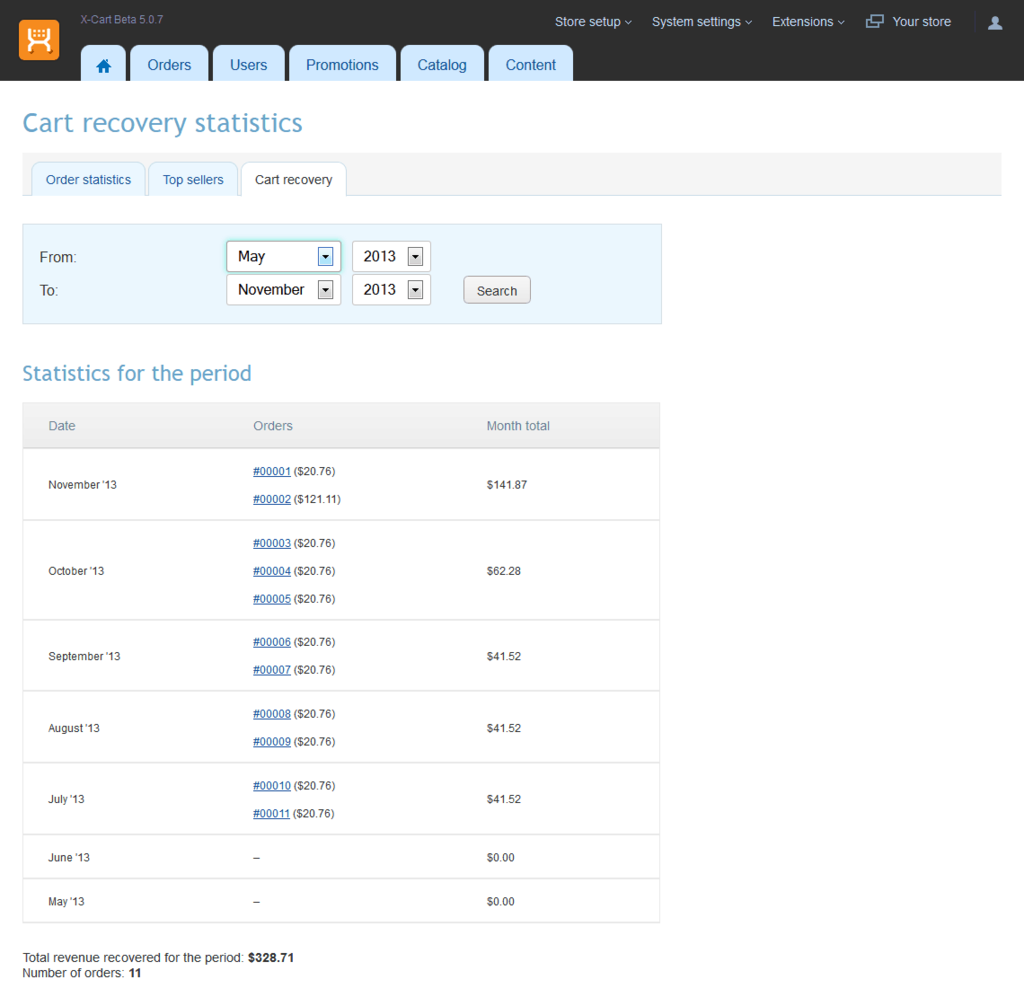 X-Cart Beta 5.0.7
Store setup System settings Extensions Your store
Orders Users Promotions Catalog Content
Cart recovery statistics
Order statistics Top sellers Cart recovery
From: May 2013
To: November 2013 Search
Statistics for the period
Date Orders Month total
November '13 #00001 ($20.76) $141.87
#00002 ($121.11)
October '13 #00003 ($20.76) $62.28
#00004 ($20.76)
#00005 ($20.76)
September '13 #00006 ($20.76) $41.52
#00007 ($20.76)
August '13 #00008 ($20.76) $41.52
#00009 ($20.76)
July '13 #00010 ($20.76) $41.52
#00011 ($20.76)
June '13 – $0.00
May '13 – $0.00
Total revenue recovered for the period: $328.71
Number of orders: 11